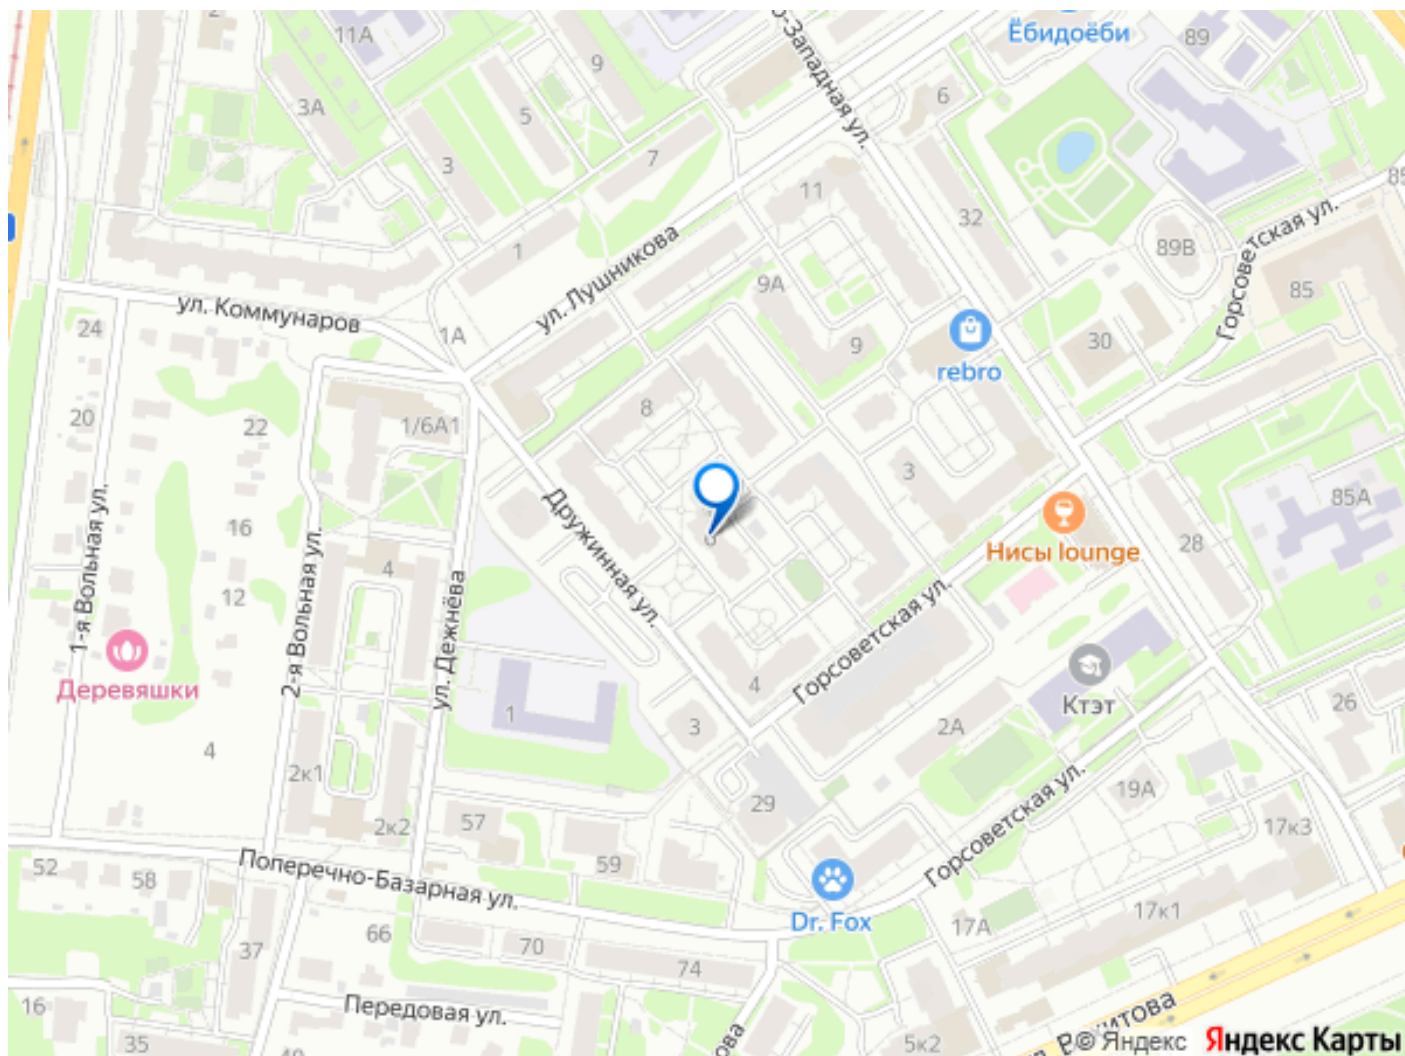 2
11А
9
о-Западная ул.
Ёбидоёби
89
3А
5
6
3
7
11
32
85
Горсоветская ул.
89В
1
ул. Лушникова
9А
85
ул. Коммунаров
24
1А
9
30
rebro
20
22
1/6А1
8
3
1-я Вольная ул.
16
2-я Вольная ул.
Дружинная ул.
6
Нисы lounge
28
85А
4
12
ул. Дежнёва
Горсоветская ул.
Деревяшки
4
1
3
4
2А
Ктэт
26
2к1
29
19А
2к2
57
Горсоветская ул.
17к3
52
58
Поперечно-Базарная ул.
59
Dr. Fox
17А
17к1
37
66
70
74
16
Передовая ул.
35
5к2
© Яндекс
Яндекс Карты